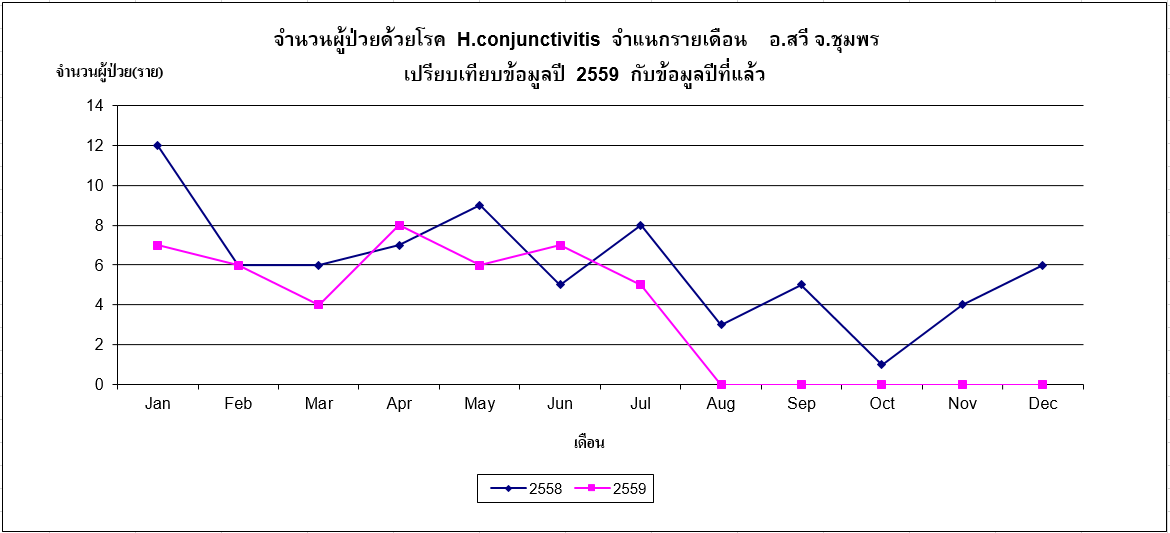 จำนวนผู้ป่วยด้วยโรค H.conjunctivitis จำแนกรายเดือน อ.สวี จ.ชุมพร
เปรียบเทียบข้อมูลปี 2559 กับข้อมูลปีที่แล้ว
จำนวนผู้ป่วย(ราย)
14
12
10
8
6
4
2
0
Jan Feb Mar Apr May Jun Jul Aug Sep Oct Nov Dec
เดือน
2558 2559